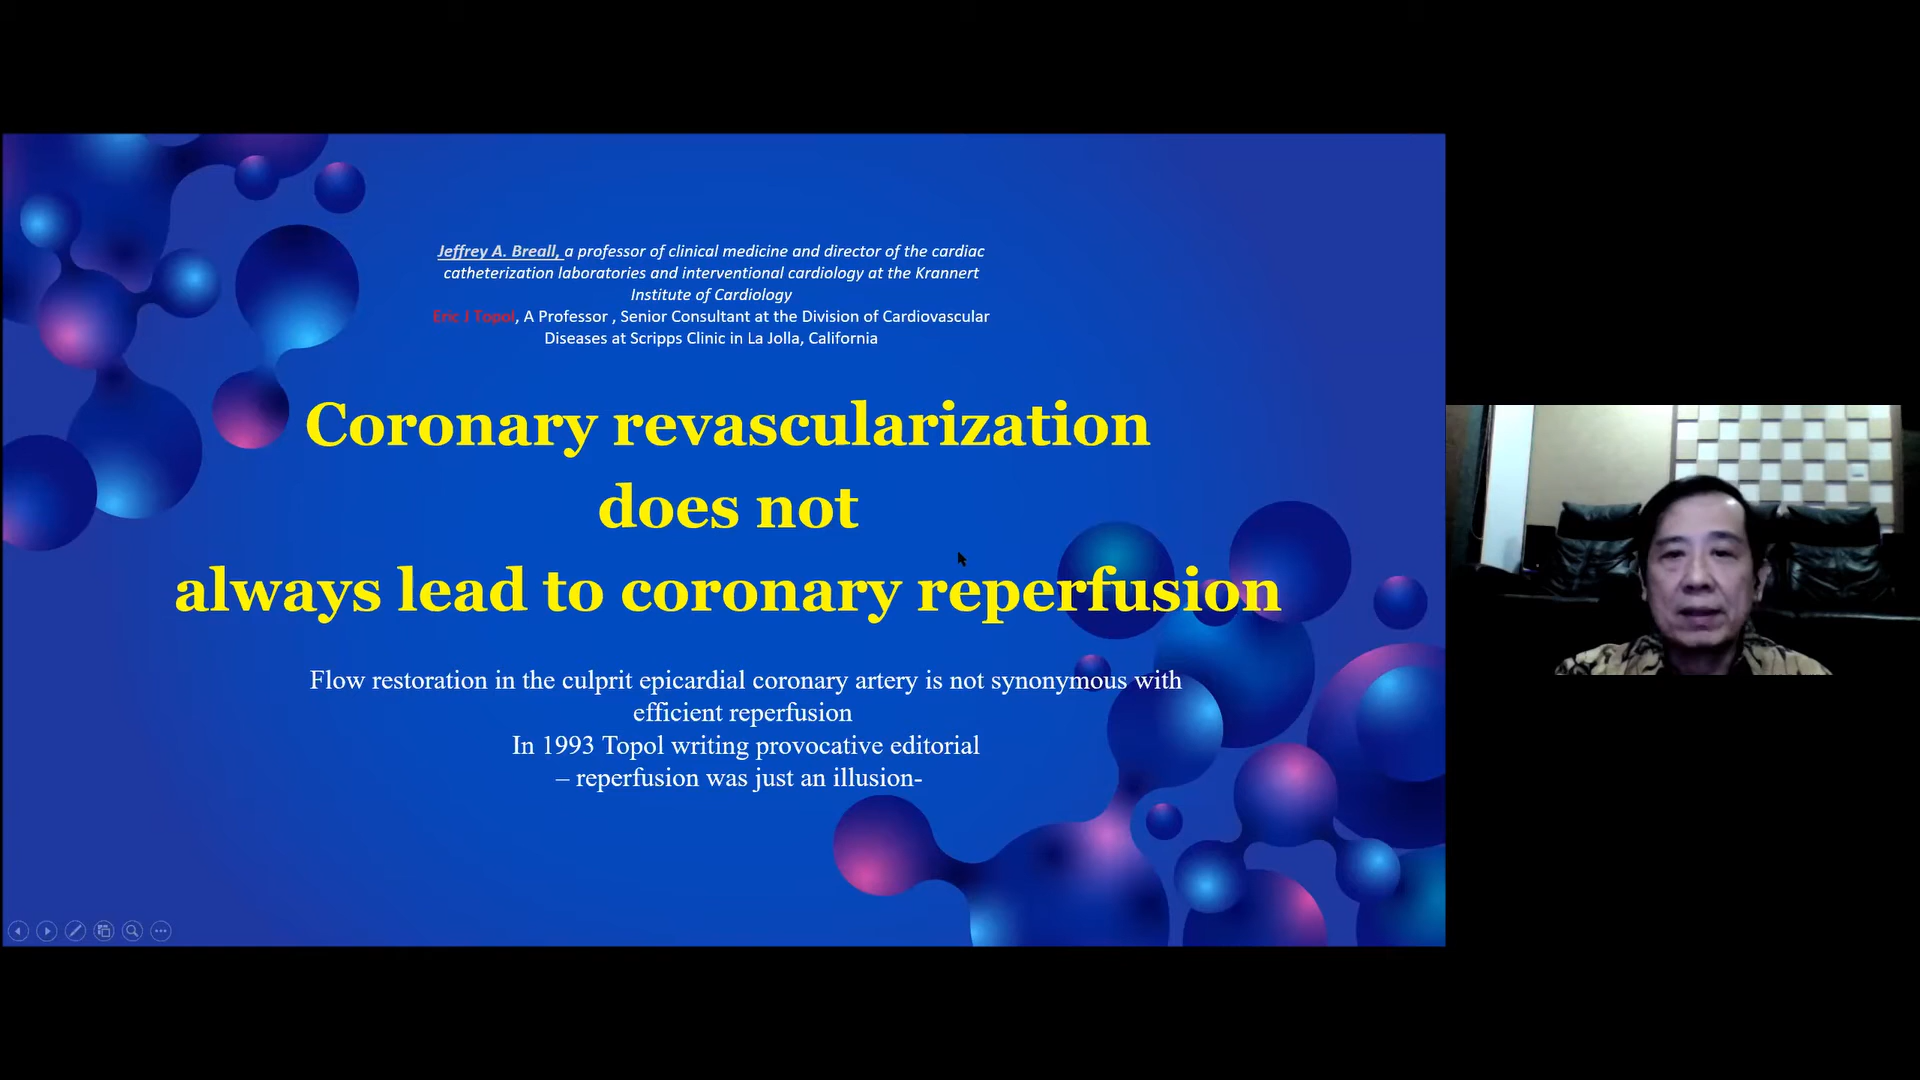 Jeffrey A. Breall, a professor of clinical medicine and director of the cardiac
catheterization laboratories and interventional cardiology at the Krannert
Institute of Cardiology
Eric J Topol, A Professor , Senior Consultant at the Division of Cardiovascular
Diseases at Scripps Clinic in La Jolla, California
Coronary revascularization
does not
always lead to coronary reperfusion
Flow restoration in the culprit epicardial coronary artery is not synonymous with
efficient reperfusion
In 1993 Topol writing provocative editorial
– reperfusion was just an illusion-